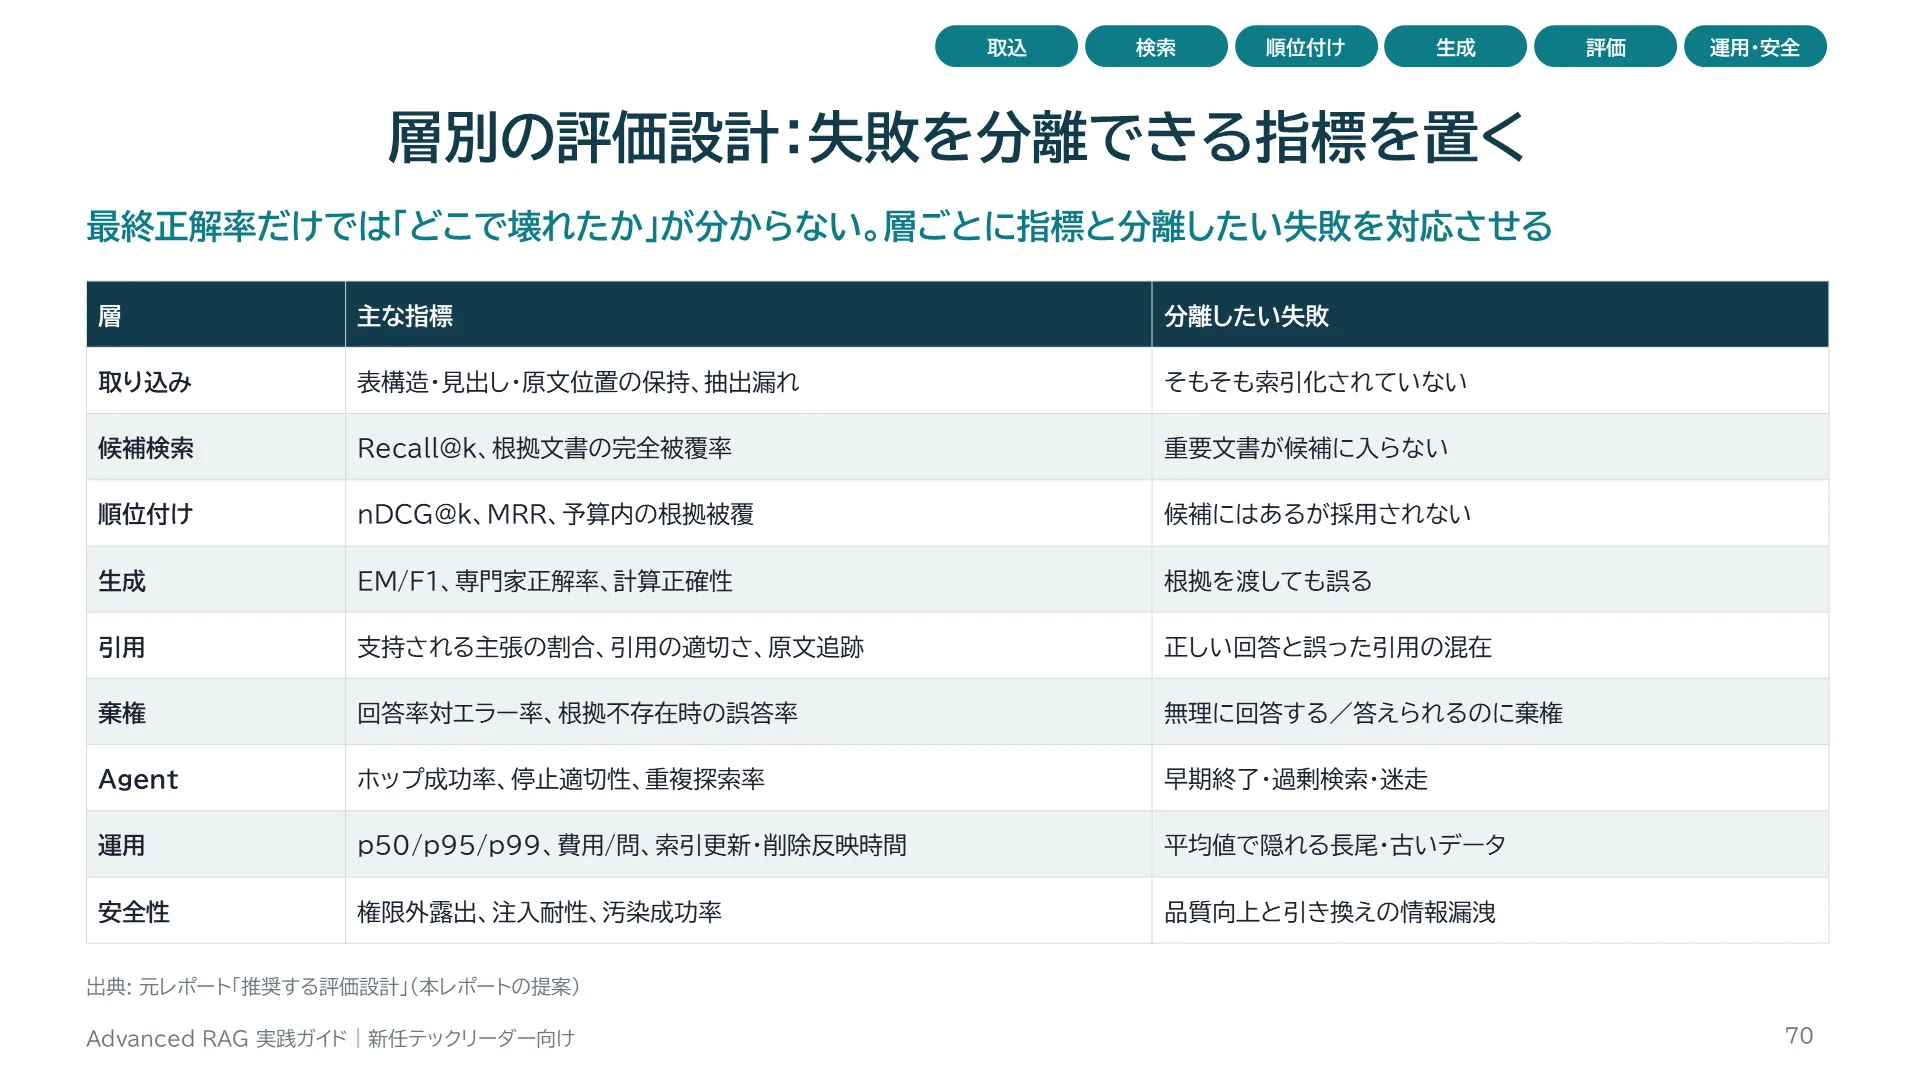 取込
検索
順位付け
生成
評価
運用・安全
層別の評価設計：失敗を分離できる指標を置く
最終正解率だけでは「どこで壊れたか」が分からない。層ごとに指標と分離したい失敗を対応させる
層 主な指標 分離したい失敗
取り込み 表構造・見出し・原文位置の保持、抽出漏れ そもそも索引化されていない
候補検索 Recall@k、根拠文書の完全被覆率 重要文書が候補に入らない
順位付け nDCG@k、MRR、予算内の根拠被覆 候補にはあるが採用されない
生成 EM/F1、専門家正解率、計算正確性 根拠を渡しても誤る
引用 支持される主張の割合、引用の適切さ、原文追跡 正しい回答と誤った引用の混在
棄権 回答率対エラー率、根拠不存在時の誤答率 無理に回答する／答えられるのに棄権
Agent ホップ成功率、停止適切性、重複探索率 早期終了・過剰検索・迷走
運用 p50/p95/p99、費用/問、索引更新・削除反映時間 平均値で隠れる長尾・古いデータ
安全性 権限外露出、注入耐性、汚染成功率 品質向上と引き換えの情報漏洩
出典: 元レポート「推奨する評価設計」（本レポートの提案）
Advanced RAG 実践ガイド｜新任テックリーダー向け
70